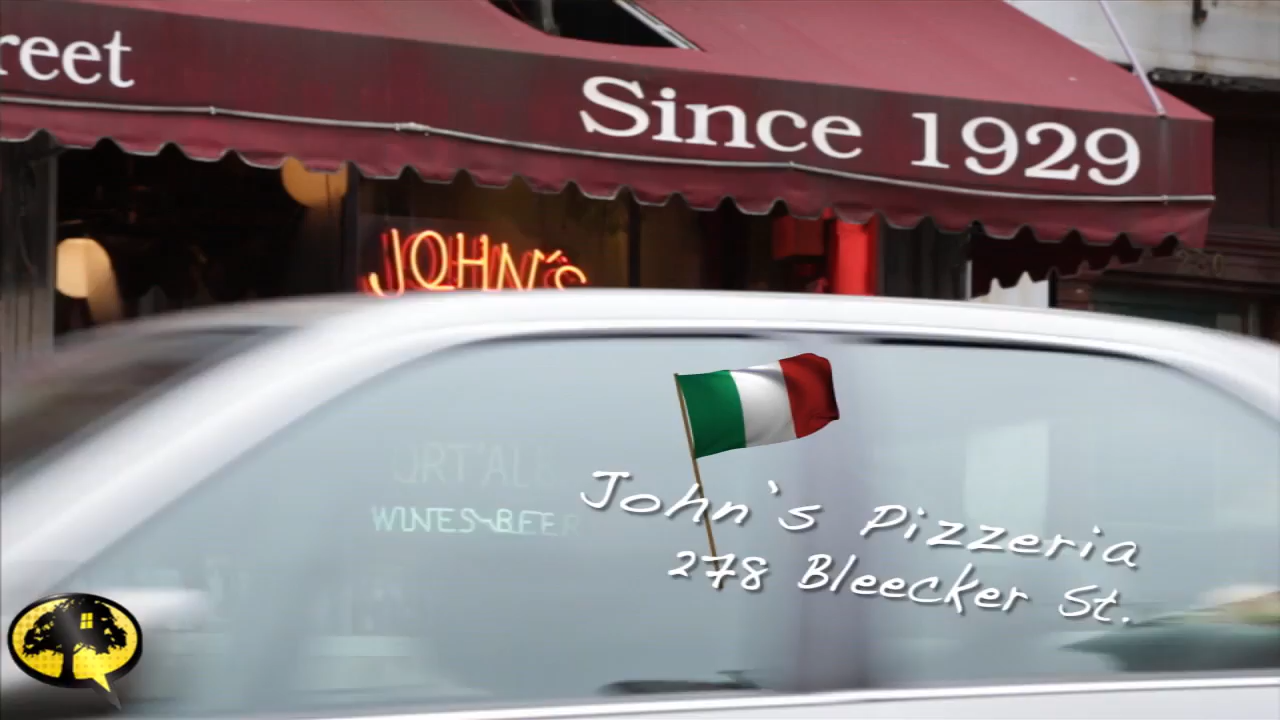 reet
Since 1929
JOHN'S
WINES-BEER
John's Pizzeria
278 Bleecker St.